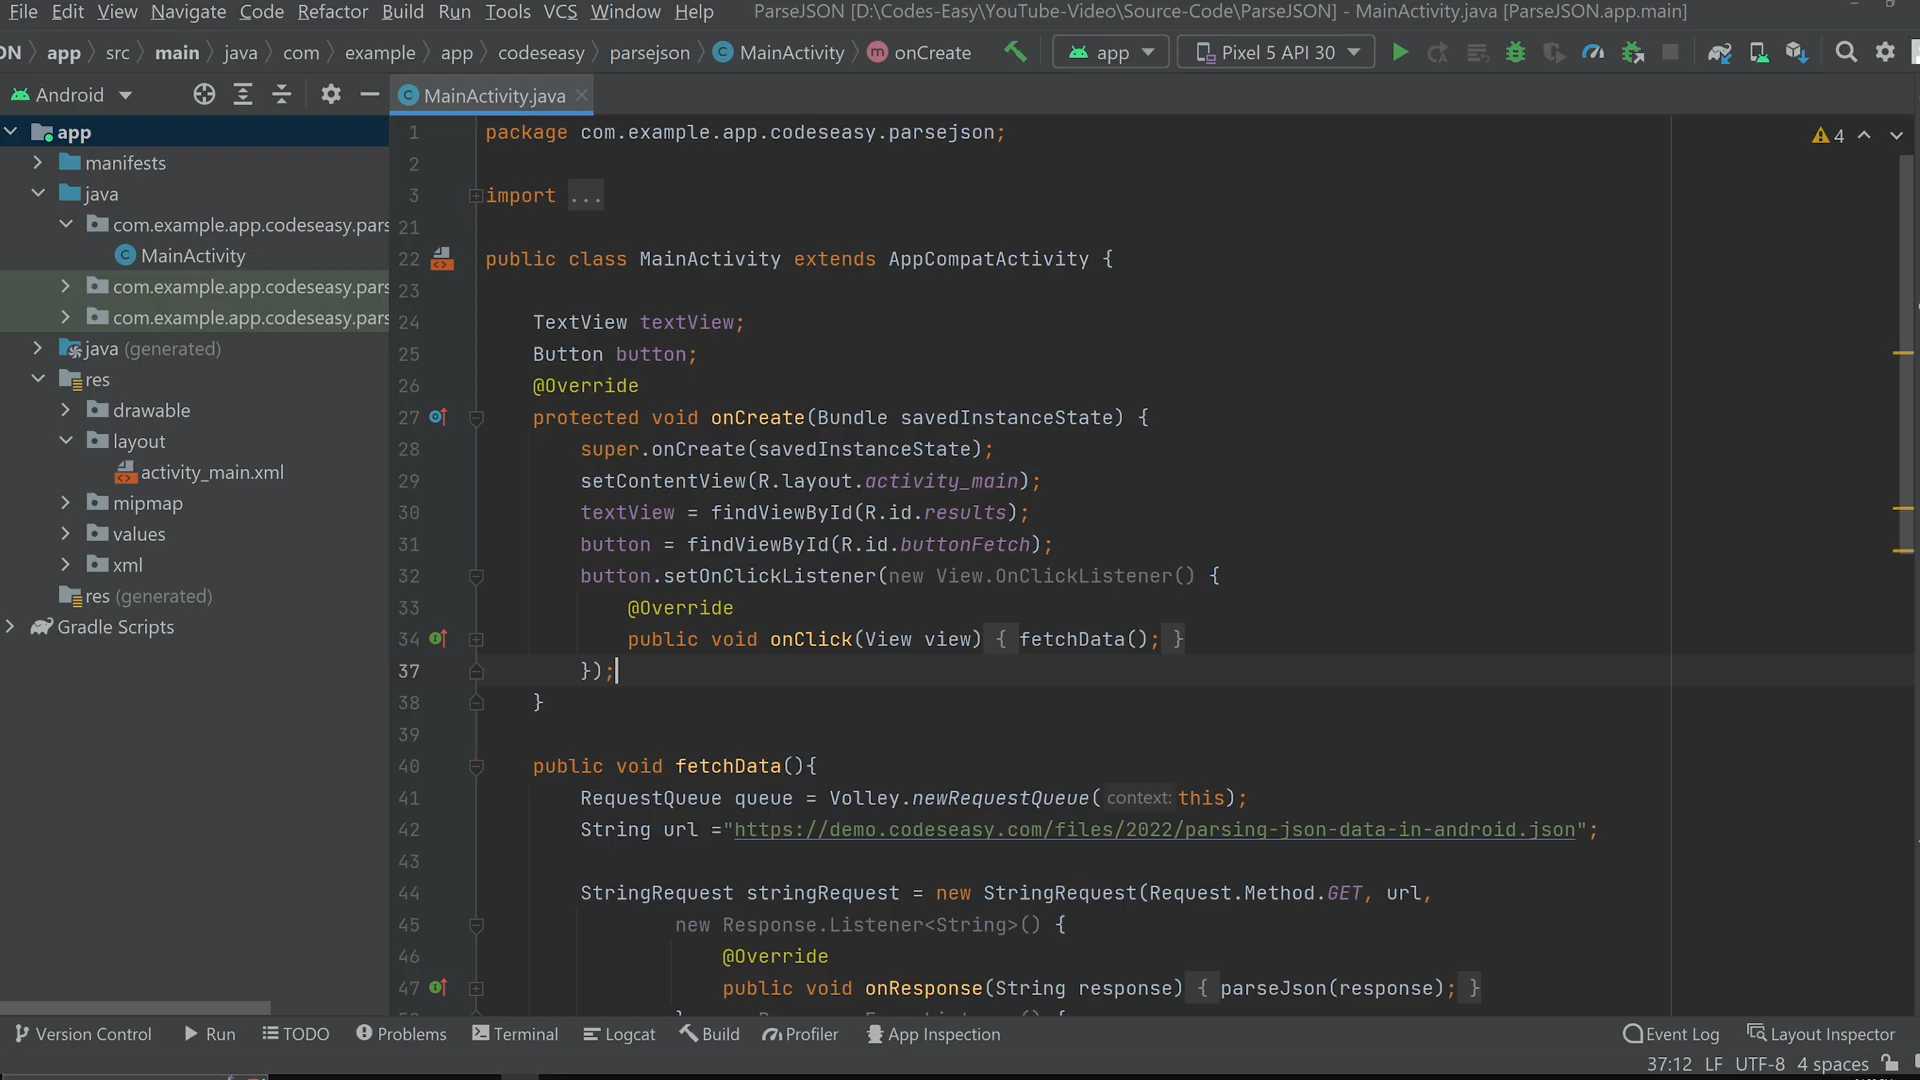 File Edit View Navigate Code Refactor Build Run Tools VCS Window Help ParseJSON [D:\Codes-Easy\YouTube-Video\Source-Code\ParseJSON] - MainActivity.java [ParseJSON.app.main]
ON app src main java com example app codeseasy parsejson MainActivity onCreate app Pixel 5 API 30
Android
MainActivity.java
app
manifests
java
com.example.app.codeseasy.pars
MainActivity
com.example.app.codeseasy.pars
com.example.app.codeseasy.pars
java (generated)
res
drawable
layout
activity_main.xml
mipmap
values
xml
res (generated)
Gradle Scripts
4
1 package com.example.app.codeseasy.parsejson;
2
3 import ...
21
22 public class MainActivity extends AppCompatActivity {
23
24 TextView textView;
25 Button button;
26 @Override
27 protected void onCreate(Bundle savedInstanceState) {
28 super.onCreate(savedInstanceState);
29 setContentView(R.layout.activity_main);
30 textView = findViewById(R.id.results);
31 button = findViewById(R.id.buttonFetch);
32 button.setOnClickListener(new View.OnClickListener() {
33 @Override
34 public void onClick(View view) { fetchData(); }
37 });
38 }
39
40 public void fetchData(){
41 RequestQueue queue = Volley.newRequestQueue( context: this);
42 String url ="https://demo.codeseasy.com/files/2022/parsing-json-data-in-android.json";
43
44 StringRequest stringRequest = new StringRequest(Request.Method.GET, url,
45 new Response.Listener<String>() {
46 @Override
47 public void onResponse(String response) { parseJson(response); }
Version Control Run TODO Problems Terminal Logcat Build Profiler App Inspection Event Log Layout Inspector
37:12 LF UTF-8 4 spaces